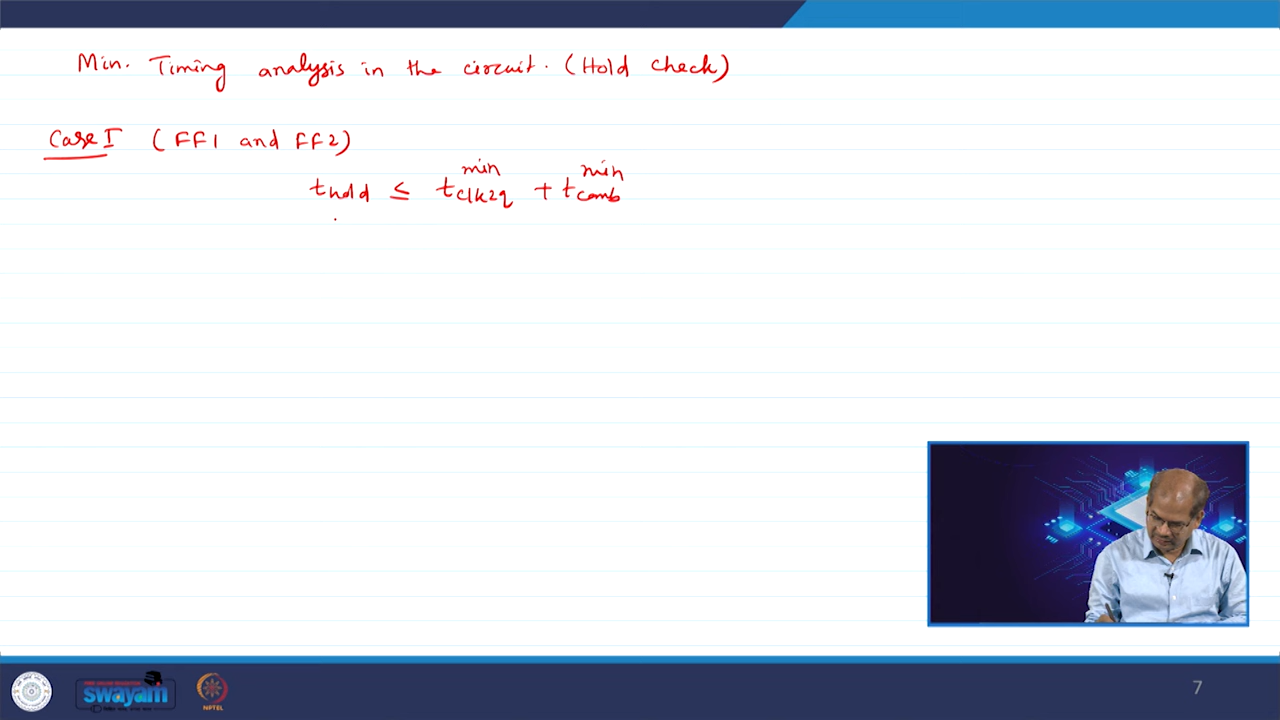 Min. Timing analysis in the circuit. (Hold check)
Case I (FF1 and FF2)
thold ≤ tclk2q^min + tcomb^min
swayam
NPTEL
7